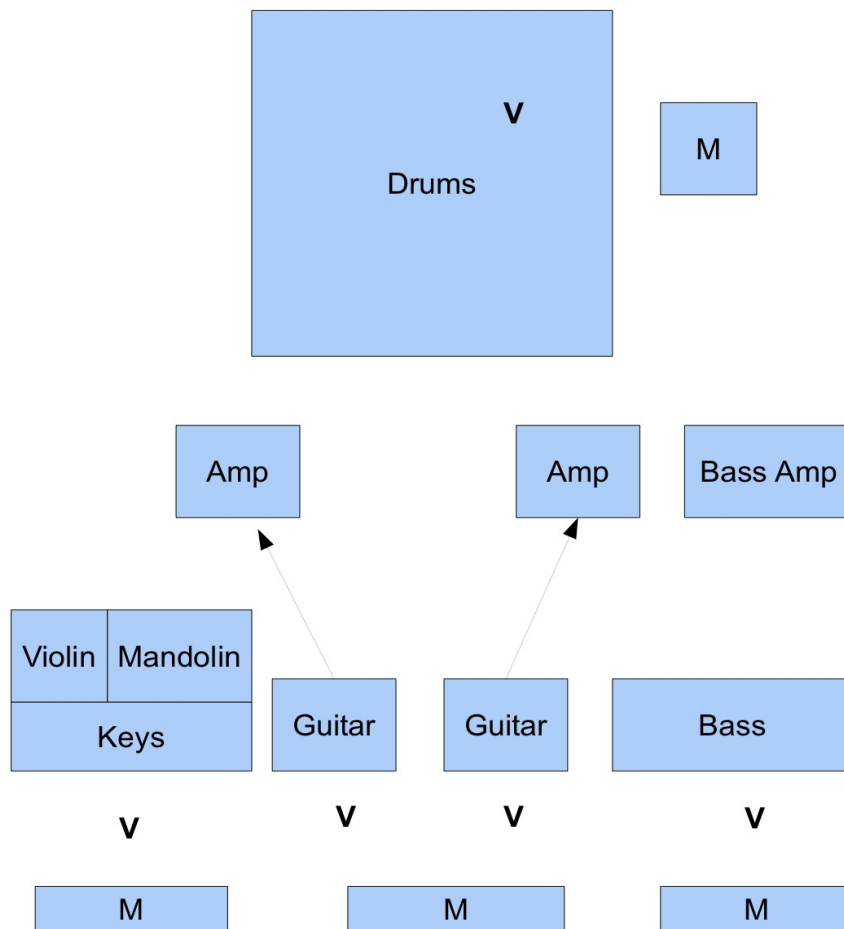 V
Drums
M
Amp
Amp
Bass Amp
Violin
Mandolin
Keys
Guitar
Guitar
Bass
V
V
V
V
M
M
M